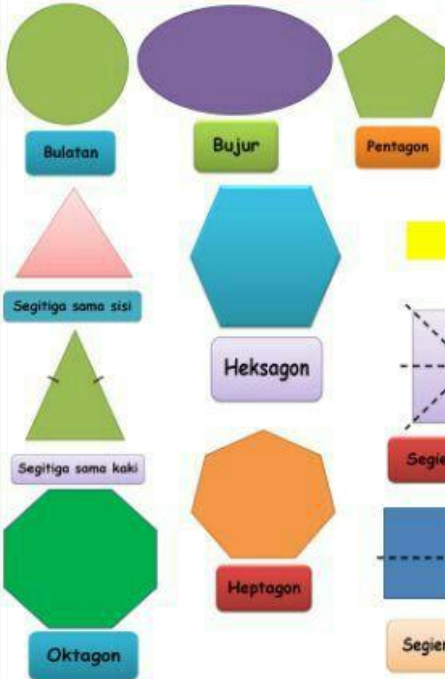 Bulatan
Bujur
Pentagon
Segitiga sama sisi
Heksagon
Segitiga sama kaki
Heptagon
Oktagon